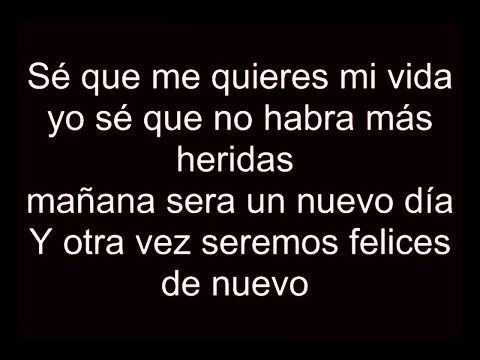 Sé que me quieres mi vida
yo sé que no habra más
heridas
mañana sera un nuevo día
Y otra vez seremos felices
de nuevo